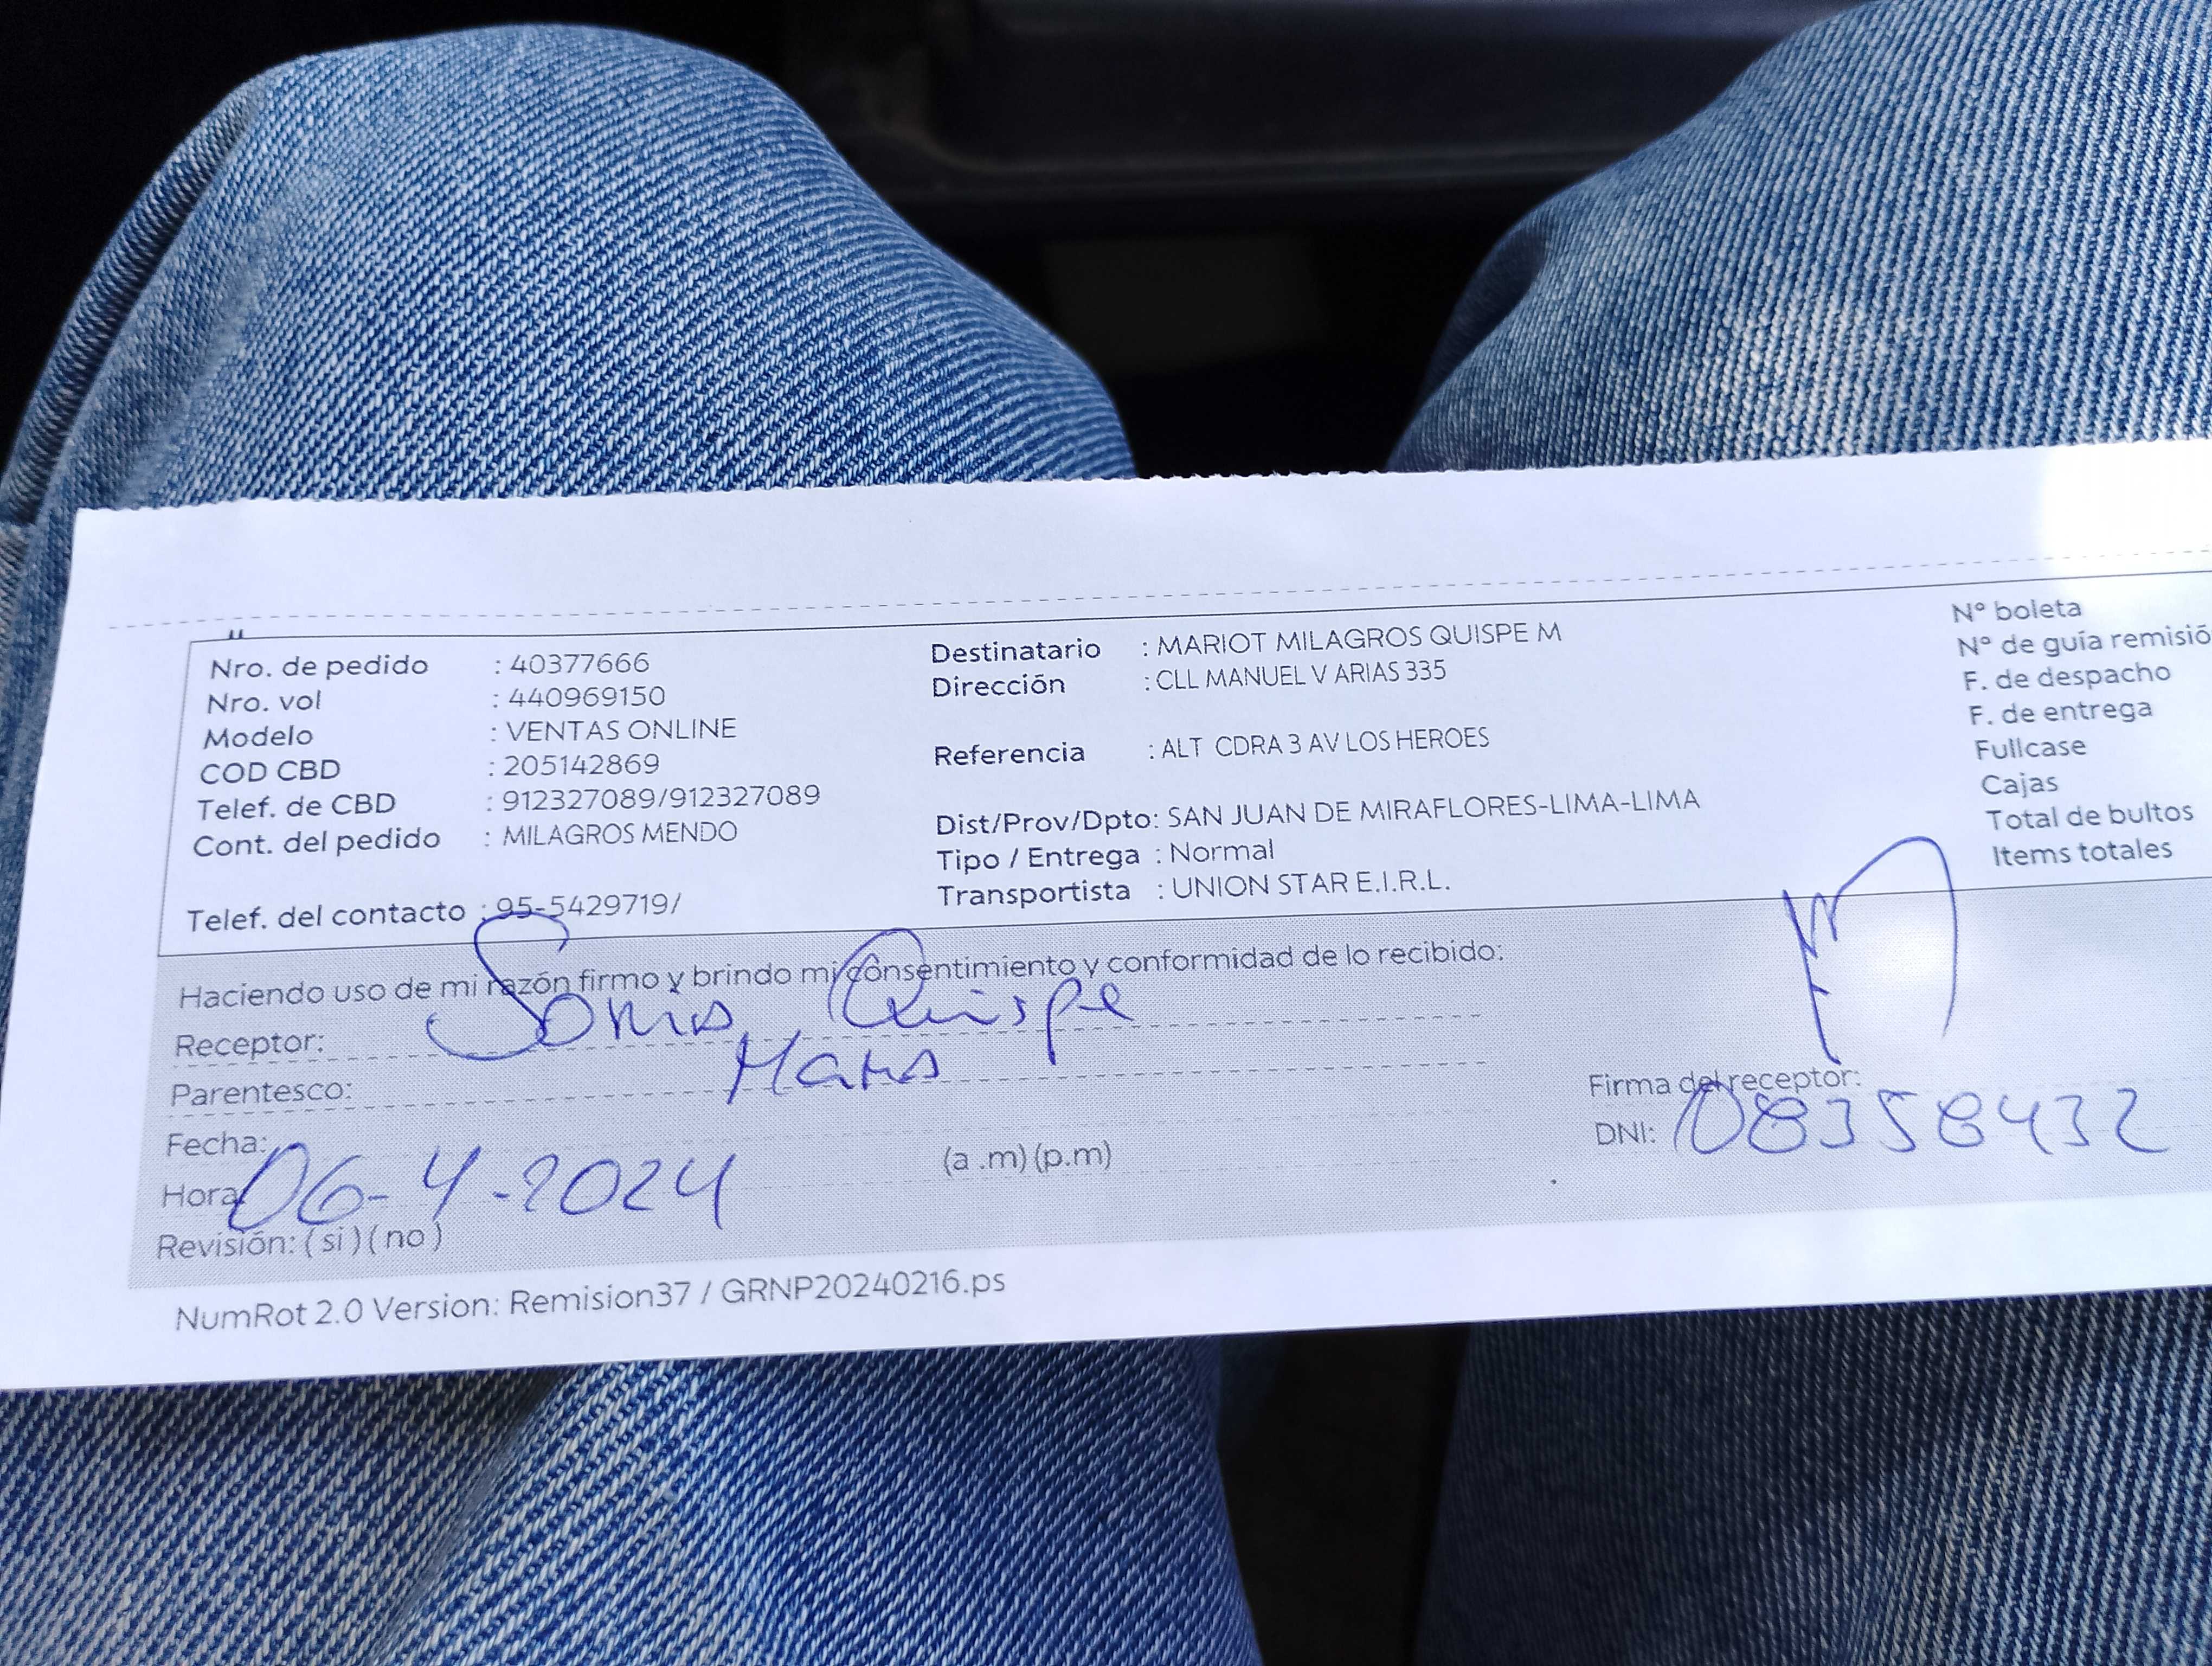 Nro. de pedido : 40377666
Nro. vol : 440969150
Modelo : VENTAS ONLINE
COD CBD : 205142869
Telef. de CBD : 912327089/912327089
Cont. del pedido : MILAGROS MENDO
Telef. del contacto : 95-5429719/
Destinatario : MARIOT MILAGROS QUISPE M
Dirección : CLL MANUEL V ARIAS 335
Referencia : ALT CDRA 3 AV LOS HEROES
Dist/Prov/Dpto: SAN JUAN DE MIRAFLORES-LIMA-LIMA
Tipo / Entrega : Normal
Transportista : UNION STAR E.I.R.L.
N° boleta
N° de guía remisió
F. de despacho
F. de entrega
Fullcase
Cajas
Total de bultos
Items totales
Haciendo uso de mi razón firmo y brindo mi consentimiento y conformidad de lo recibido:
Receptor: Sonia Quispe
Parentesco:
Fecha:
Hora 06-4-2024 (a .m) (p.m)
Revisión: ( si ) ( no )
Firma del receptor:
DNI: 08358432
NumRot 2.0 Version: Remision37 / GRNP20240216.ps